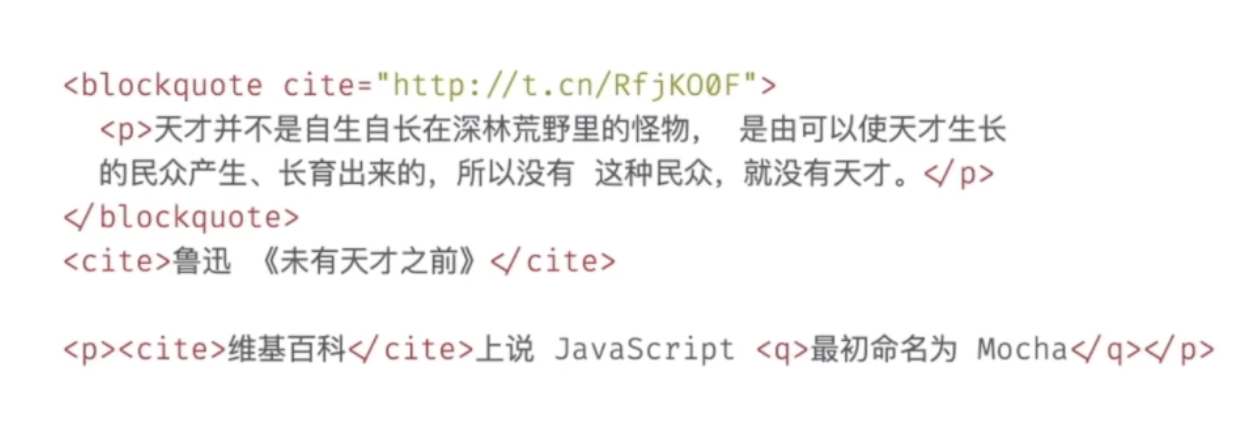 <blockquote cite="http://t.cn/RfjKO0F">
<p>天才并不是自生自长在深林荒野里的怪物， 是由可以使天才生长
的民众产生、长育出来的，所以没有 这种民众，就没有天才。</p>
</blockquote>
<cite>鲁迅 《未有天才之前》</cite>
<p><cite>维基百科</cite>上说 JavaScript <q>最初命名为 Mocha</q></p>